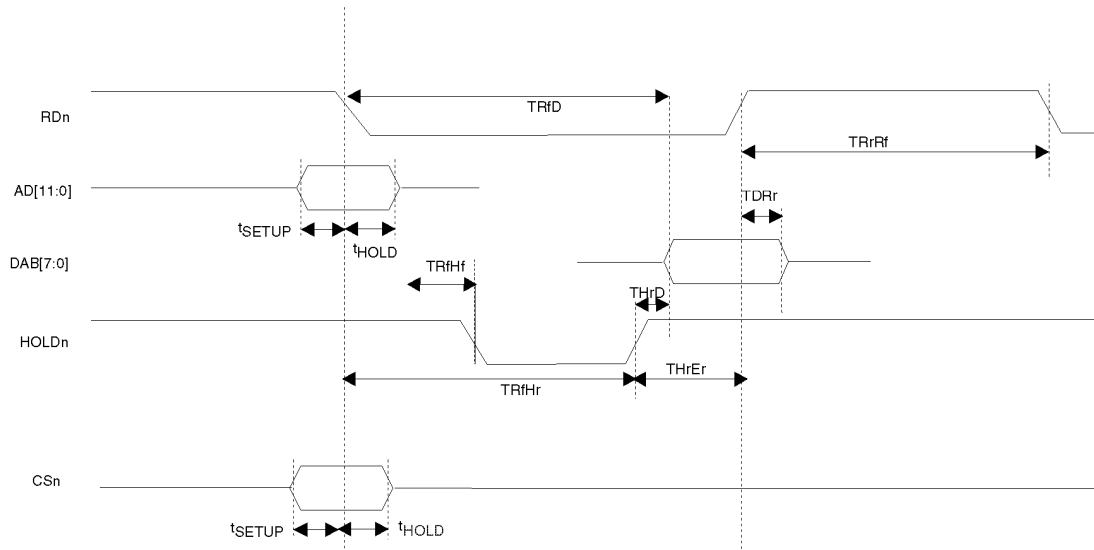 TRfD
RDn
TRrRf
AD[11:0]
TDRr
tSETUP
tHOLD
DAB[7:0]
TRfHf
THrD
HOLDn
THrEr
TRfHr
CSn
tSETUP
tHOLD